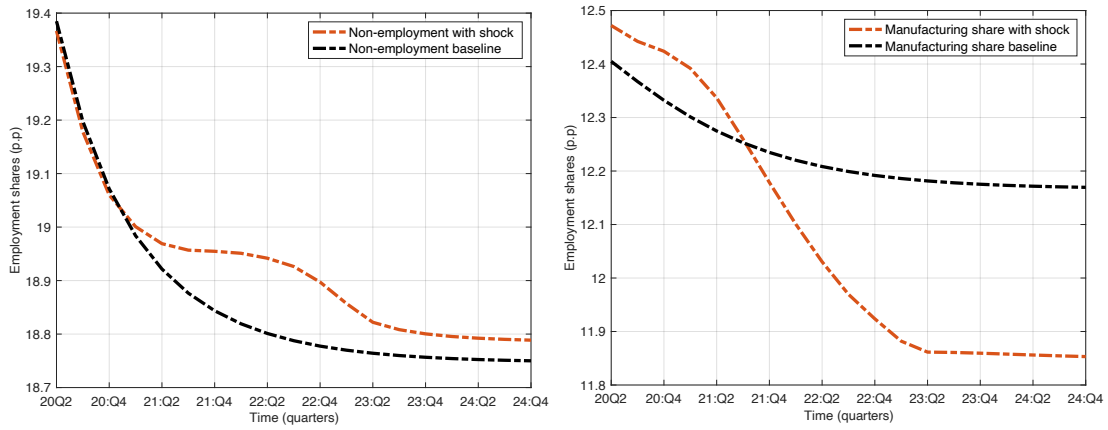 19.4
19.3
19.2
19.1
19
18.9
18.8
18.7
Employment shares (p.p)
Non-employment with shock
Non-employment baseline
20Q2 20:Q4 21:Q2 21:Q4 22:Q2 22:Q4 23:Q2 23:Q4 24:Q2 24:Q4
Time (quarters)
12.5
12.4
12.3
12.2
12.1
12
11.9
11.8
Employment shares (p.p)
Manufacturing share with shock
Manufacturing share baseline
20Q2 20:Q4 21:Q2 21:Q4 22:Q2 22:Q4 23:Q2 23:Q4 24:Q2 24:Q4
Time (quarters)